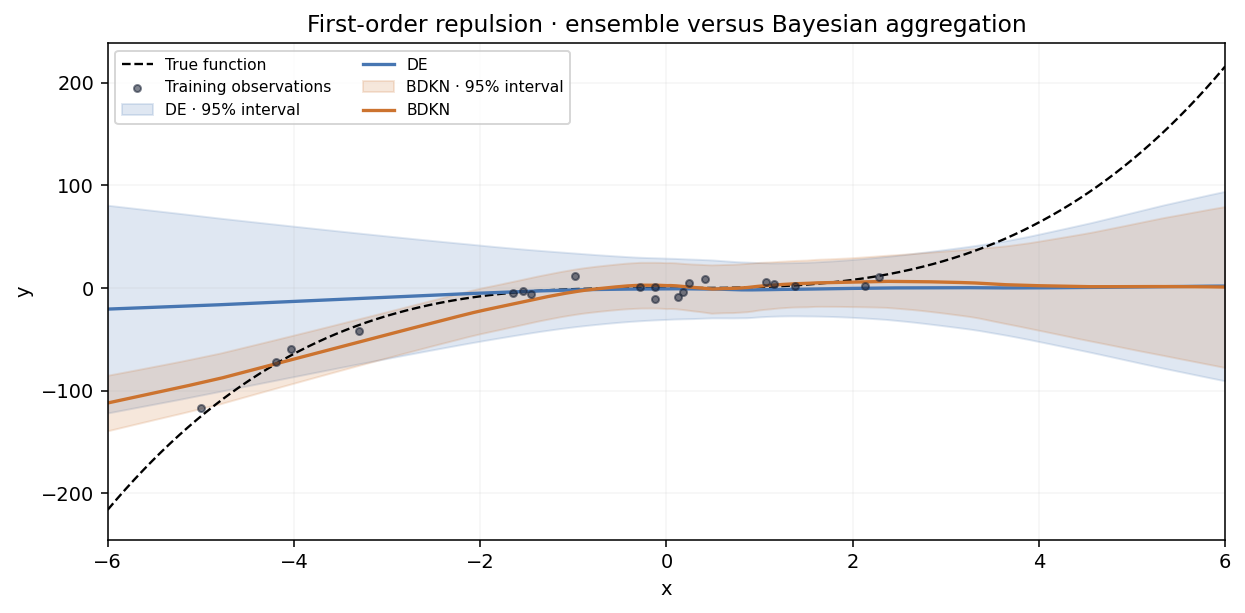 First-order repulsion · ensemble versus Bayesian aggregation
True function
Training observations
DE · 95% interval
DE
BDKN · 95% interval
BDKN
y
200
100
0
−100
−200
−6
−4
−2
0
2
4
6
x